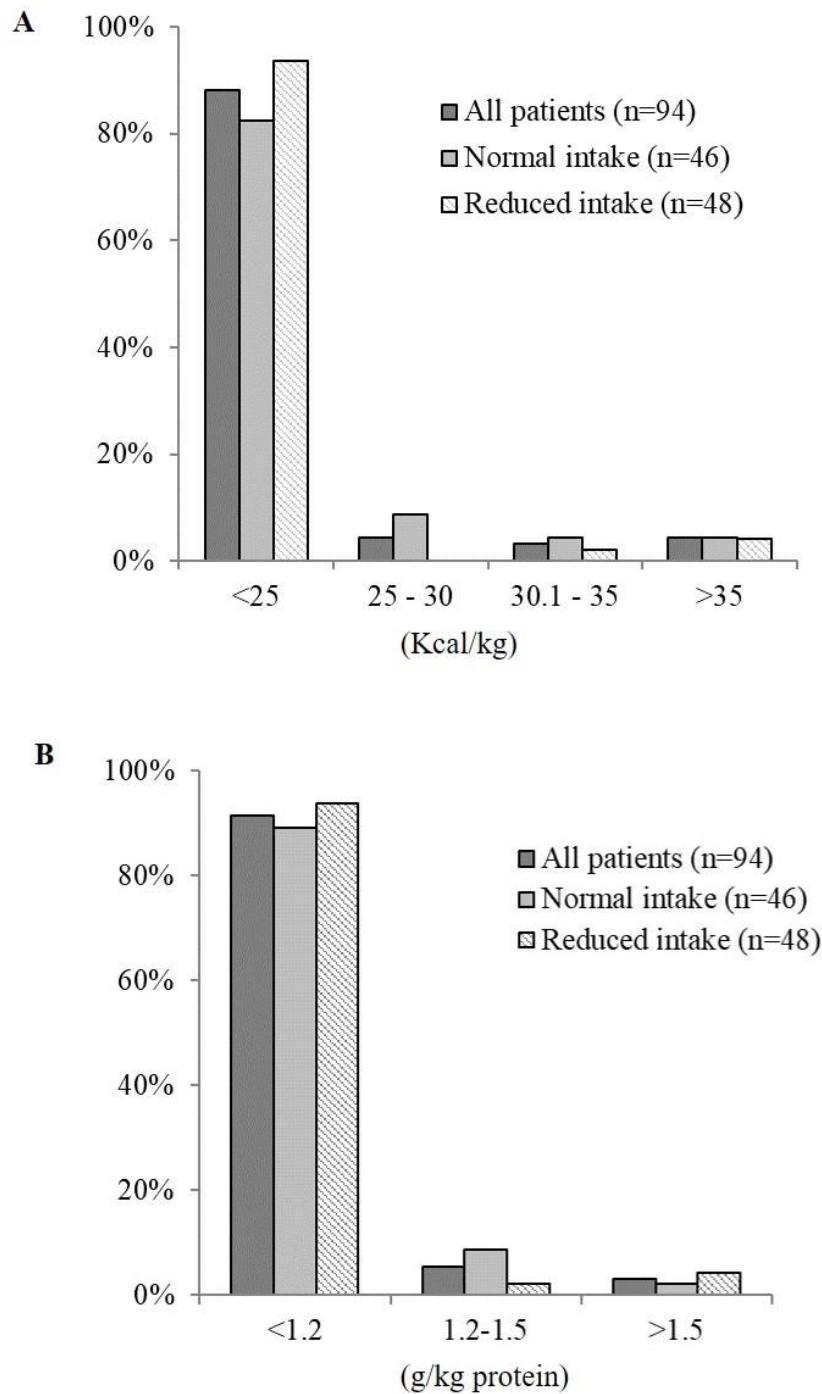 A
100%
80%
60%
40%
20%
0%
All patients (n=94)
Normal intake (n=46)
Reduced intake (n=48)
<25 25 - 30 30.1 - 35 >35
(Kcal/kg)
B
100%
80%
60%
40%
20%
0%
All patients (n=94)
Normal intake (n=46)
Reduced intake (n=48)
<1.2 1.2-1.5 >1.5
(g/kg protein)